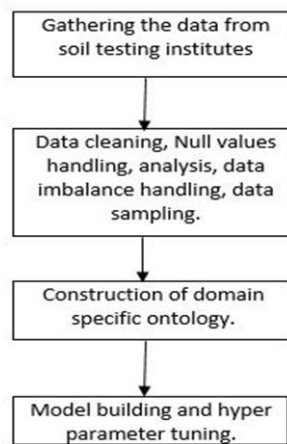 Gathering the data from
soil testing institutes
Data cleaning, Null values
handling, analysis, data
imbalance handling, data
sampling.
Construction of domain
specific ontology.
Model building and hyper
parameter tuning.